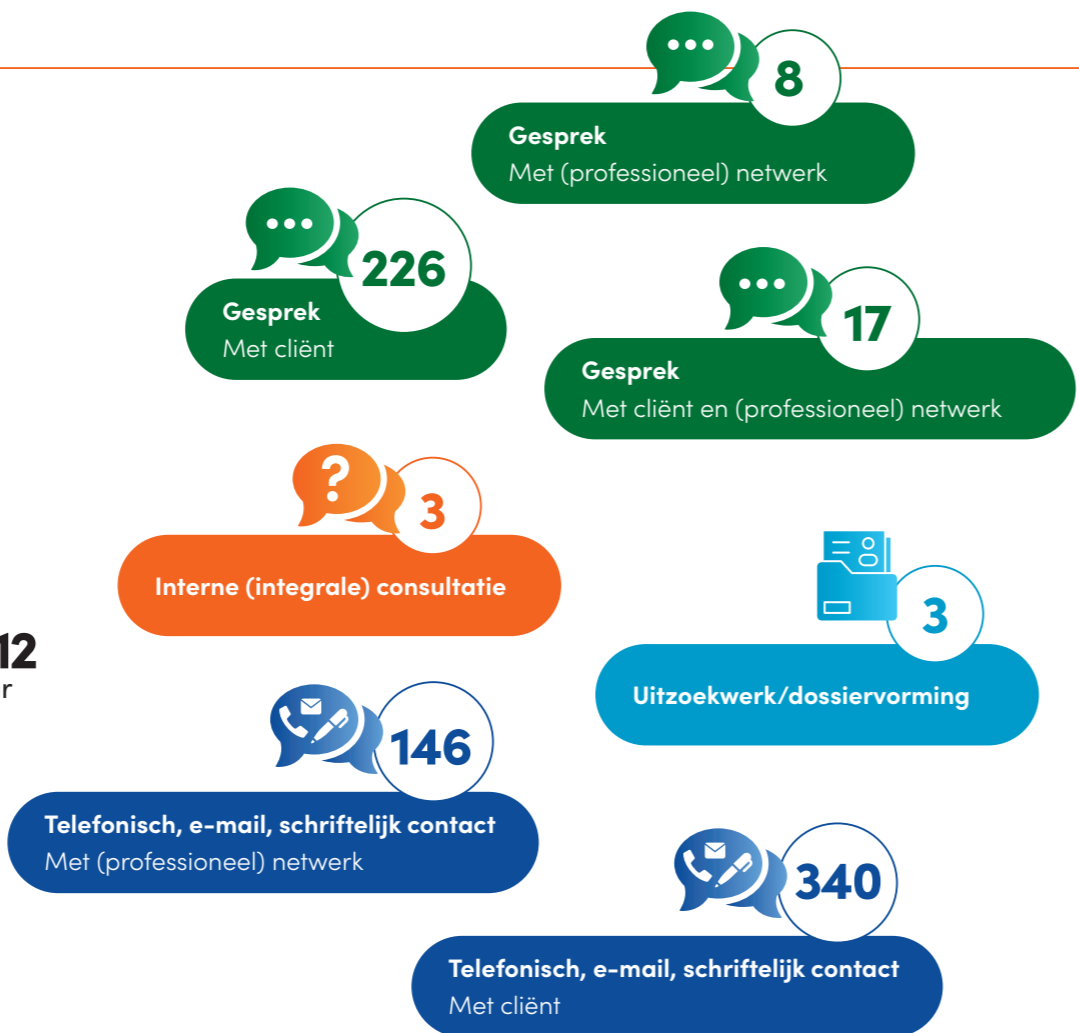 8
Gesprek
Met (professioneel) netwerk
226
Gesprek
Met cliënt
17
Gesprek
Met cliënt en (professioneel) netwerk
3
Interne (integrale) consultatie
3
Uitzoekwerk/dossiervorming
12
r
146
Telefonisch, e-mail, schriftelijk contact
Met (professioneel) netwerk
340
Telefonisch, e-mail, schriftelijk contact
Met cliënt